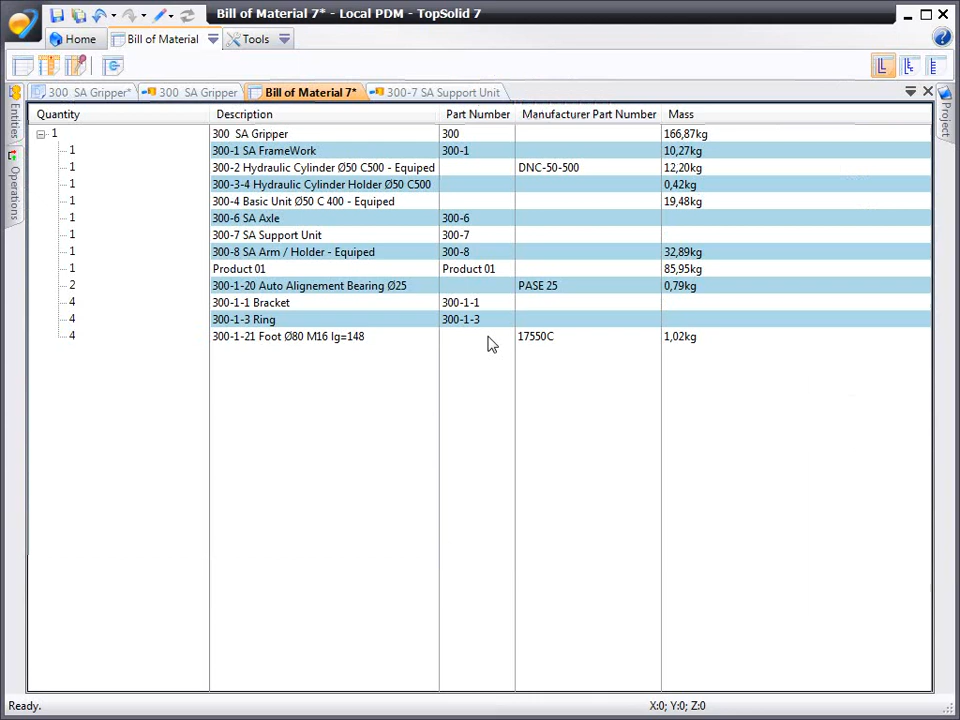 Bill of Material 7* - Local PDM - TopSolid 7
Home Bill of Material Tools
300 SA Gripper* 300 SA Gripper Bill of Material 7* 300-7 SA Support Unit
Entities
Operations
Project
Quantity Description Part Number Manufacturer Part Number Mass
1 300 SA Gripper 300 166,87kg
1 300-1 SA FrameWork 300-1 10,27kg
1 300-2 Hydraulic Cylinder Ø50 C500 - Equiped DNC-50-500 12,20kg
1 300-3-4 Hydraulic Cylinder Holder Ø50 C500 0,42kg
1 300-4 Basic Unit Ø50 C 400 - Equiped 19,48kg
1 300-6 SA Axle 300-6
1 300-7 SA Support Unit 300-7
1 300-8 SA Arm / Holder - Equiped 300-8 32,89kg
1 Product 01 Product 01 85,95kg
2 300-1-20 Auto Alignement Bearing Ø25 PASE 25 0,79kg
4 300-1-1 Bracket 300-1-1
4 300-1-3 Ring 300-1-3
4 300-1-21 Foot Ø80 M16 lg=148 17550C 1,02kg
Ready. X:0; Y:0; Z:0